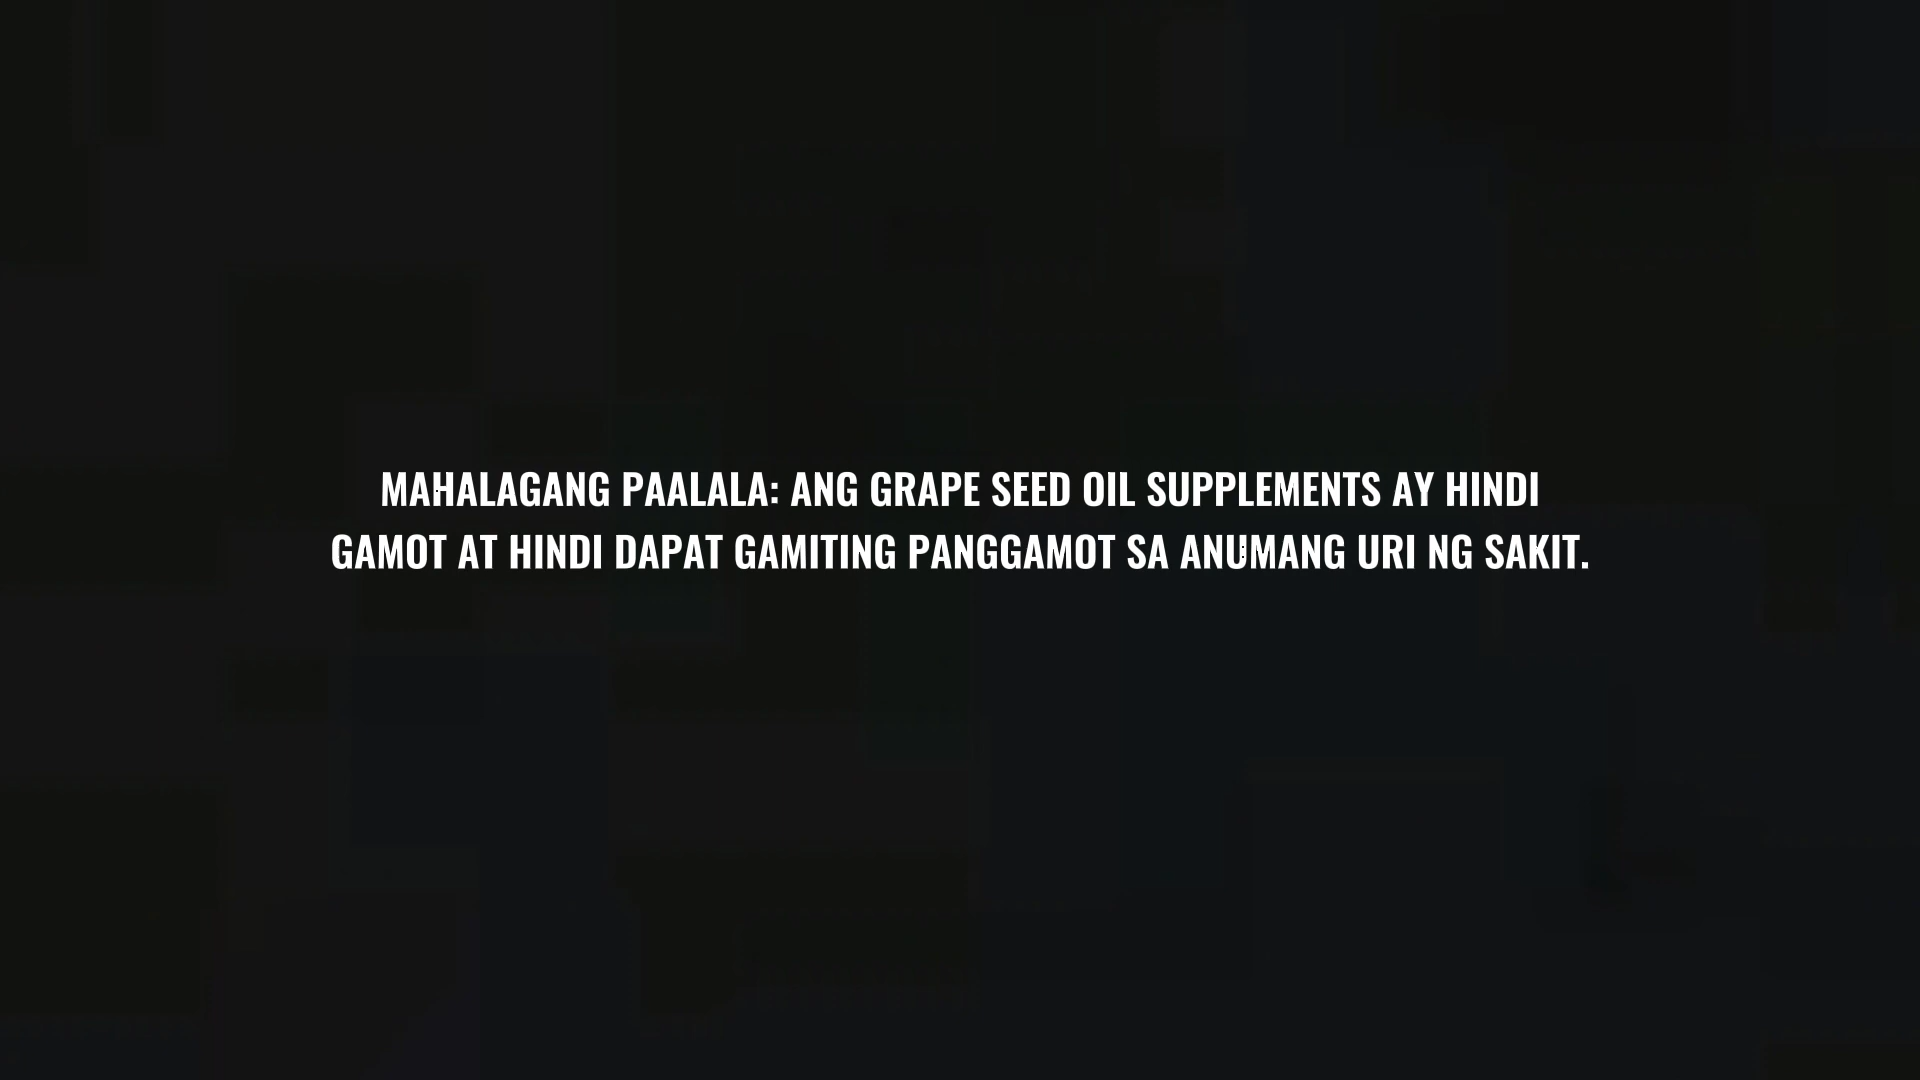 MAHALAGANG PAALALA: ANG GRAPE SEED OIL SUPPLEMENTS AY HINDI
GAMOT AT HINDI DAPAT GAMITING PANGGAMOT SA ANUMANG URI NG SAKIT.